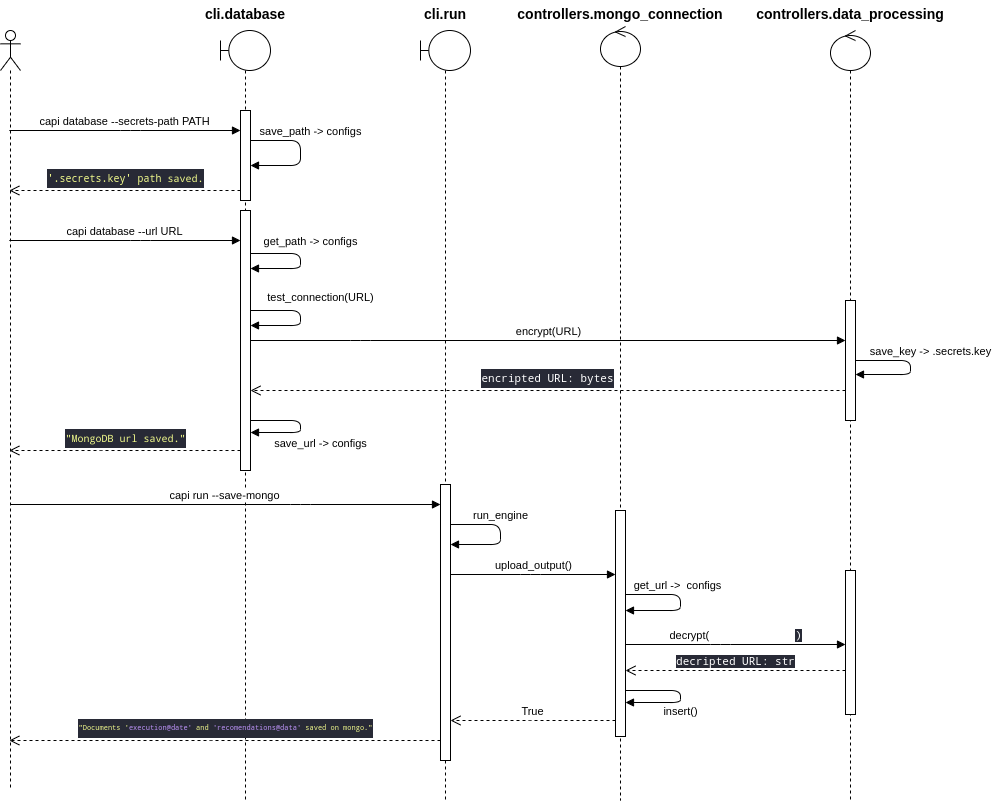 cli.database
cli.run
controllers.mongo_connection
controllers.data_processing
capi database --secrets-path PATH
save_path -> configs
'.secrets.key' path saved.
capi database --url URL
get_path -> configs
test_connection(URL)
encrypt(URL)
save_key -> .secrets.key
encripted URL: bytes
"MongoDB url saved."
save_url -> configs
capi run --save-mongo
run_engine
upload_output()
get_url -> configs
decrypt( )
decripted URL: str
insert()
True
"Documents 'execution@date' and 'recomendations@data' saved on mongo."